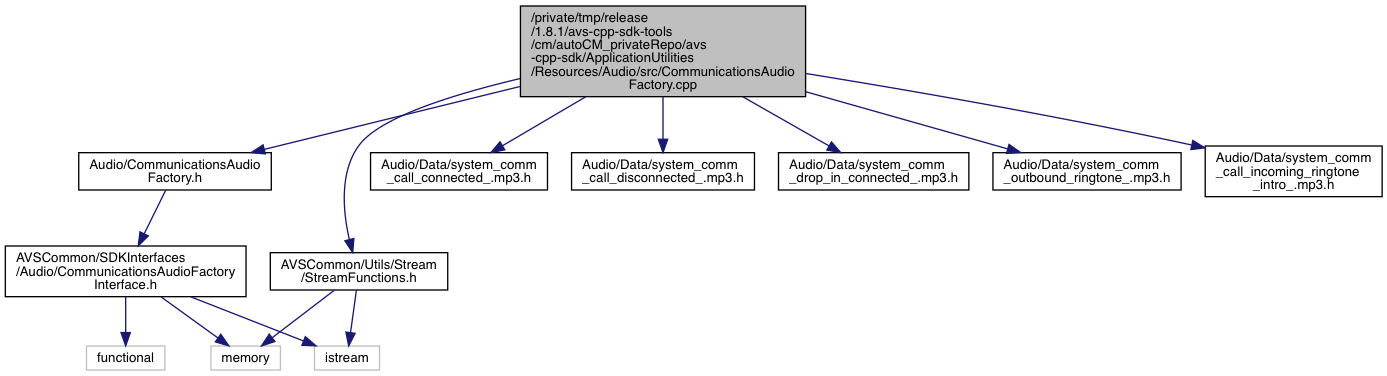 /private/tmp/release
/1.8.1/avs-cpp-sdk-tools
/cm/autoCM_privateRepo/avs
-cpp-sdk/ApplicationUtilities
/Resources/Audio/src/CommunicationsAudio
Factory.cpp
Audio/CommunicationsAudio
Factory.h
Audio/Data/system_comm
_call_connected_.mp3.h
Audio/Data/system_comm
_call_disconnected_.mp3.h
Audio/Data/system_comm
_drop_in_connected_.mp3.h
Audio/Data/system_comm
_outbound_ringtone_.mp3.h
Audio/Data/system_comm
_call_incoming_ringtone
_intro_.mp3.h
AVSCommon/SDKInterfaces
/Audio/CommunicationsAudioFactory
Interface.h
AVSCommon/Utils/Stream
/StreamFunctions.h
functional
memory
istream